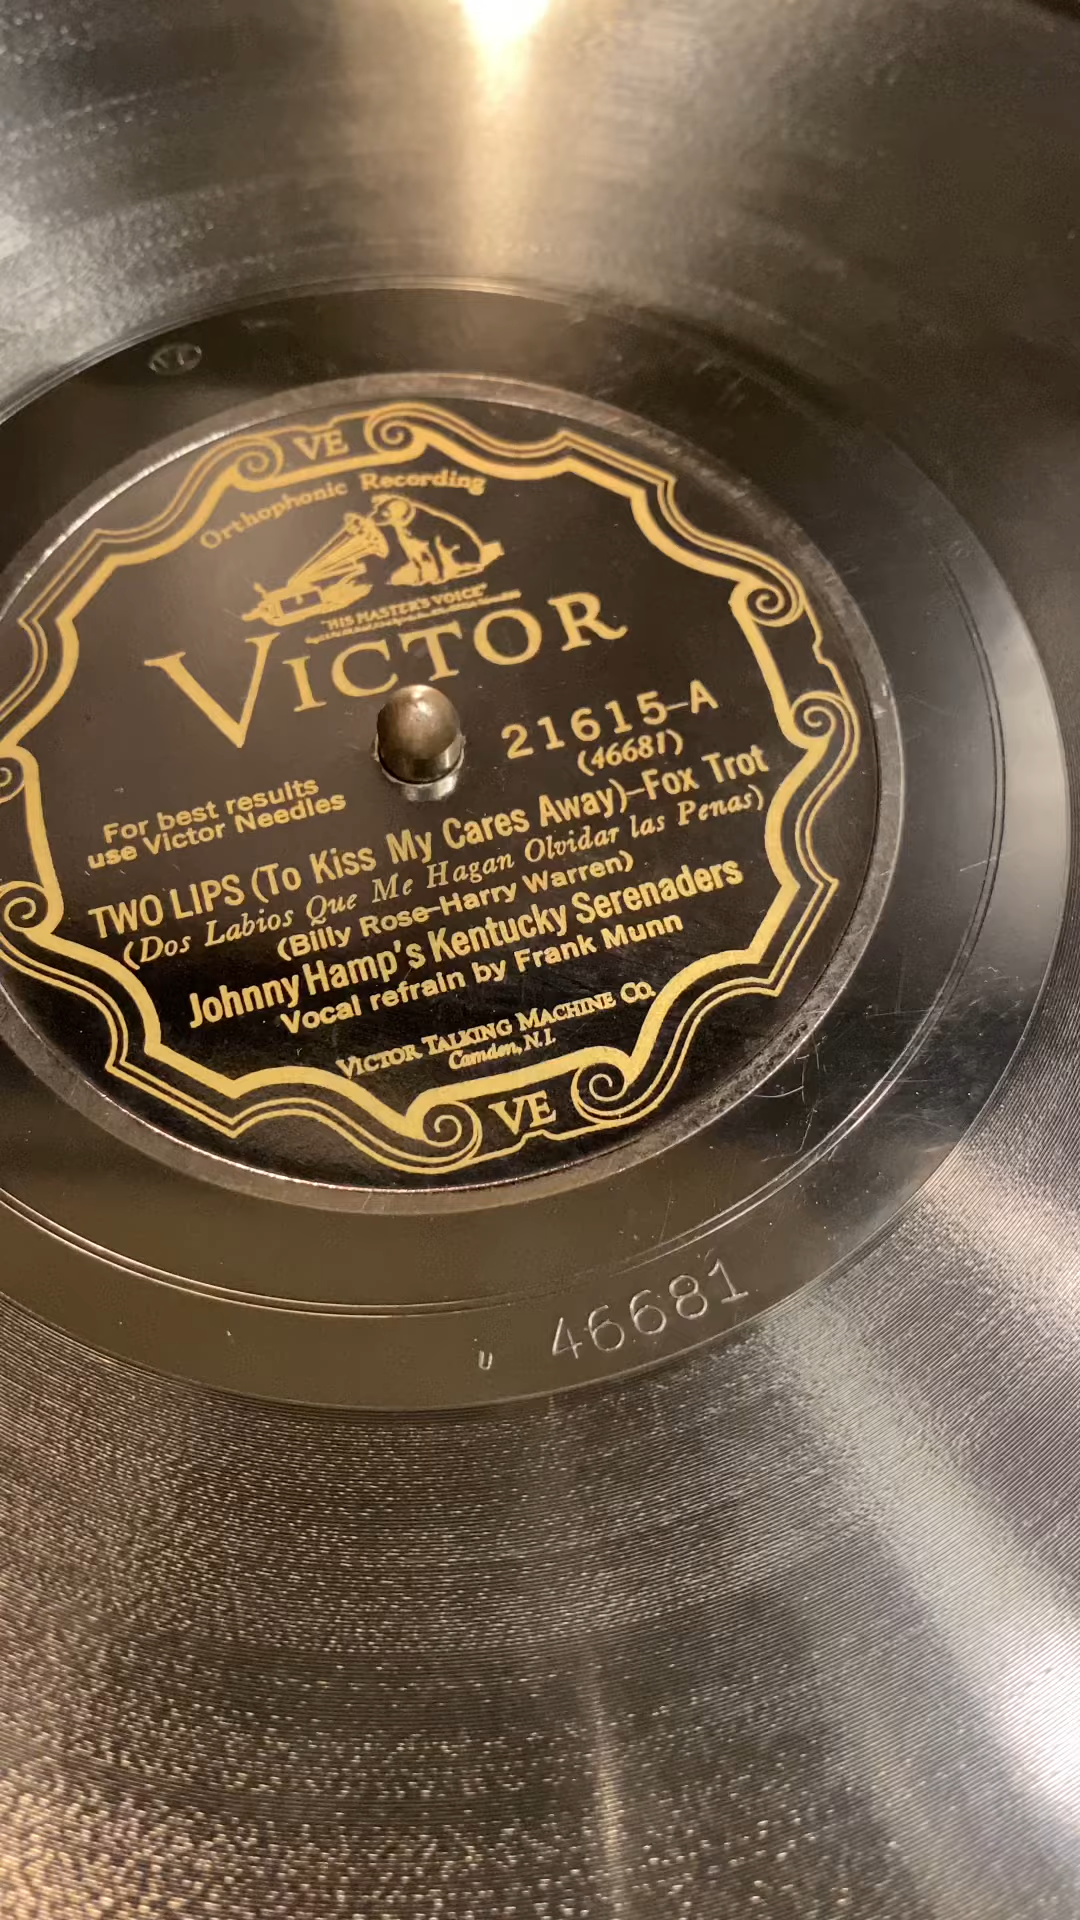 VE
Orthophonic Recording
"HIS MASTER'S VOICE"
VICTOR
21615-A
(46681)
For best results
use Victor Needles
TWO LIPS (To Kiss My Cares Away)-Fox Trot
(Dos Labios Que Me Hagan Olvidar las Penas)
(Billy Rose-Harry Warren)
Johnny Hamp's Kentucky Serenaders
Vocal refrain by Frank Munn
VICTOR TALKING MACHINE CO.
Camden, N.J.
VE
U 46681